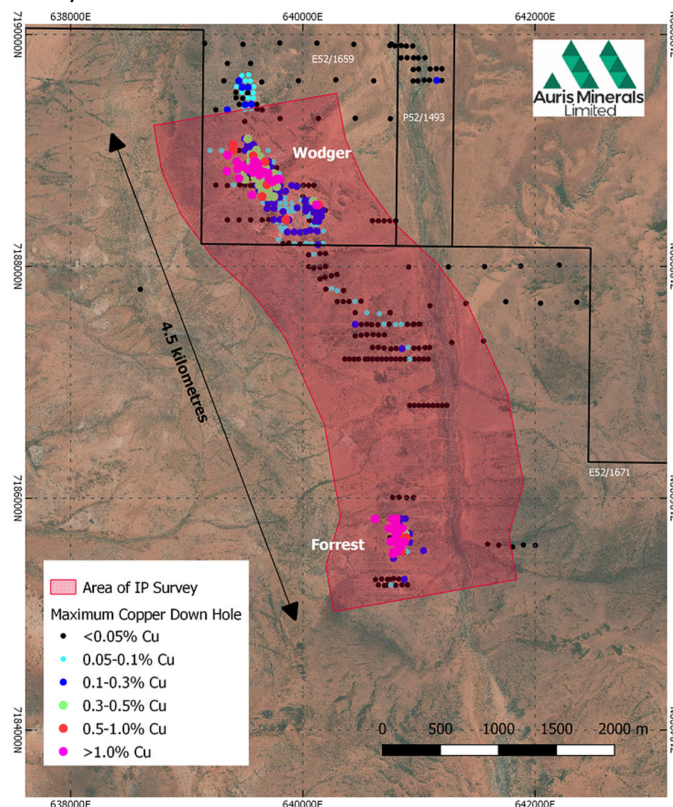 638000E
640000E
642000E
7190000N
E52/1659
Auris Minerals
Limited
P52/1493
Wodger
7188000N
4.5 kilometres
E52/1671
7186000N
Forrest
Area of IP Survey
Maximum Copper Down Hole
<0.05% Cu
0.05-0.1% Cu
0.1-0.3% Cu
0.3-0.5% Cu
0.5-1.0% Cu
>1.0% Cu
7184000N
0 500 1000 1500 2000 m
638000E
640000E
642000E